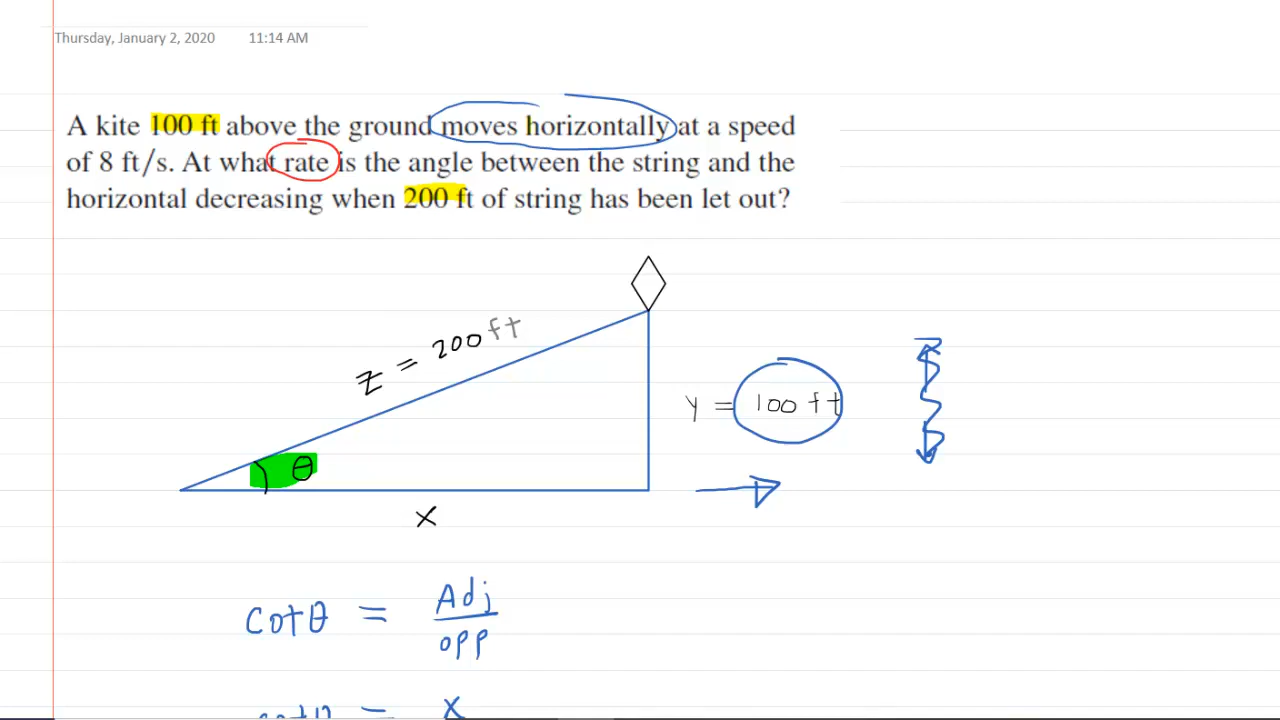 Thursday, January 2, 2020 11:14 AM
A kite 100 ft above the ground moves horizontally at a speed
of 8 ft/s. At what rate is the angle between the string and the
horizontal decreasing when 200 ft of string has been let out?
z = 200 ft
y = 100 ft
θ
x
cot θ = Adj
opp
cot θ = x